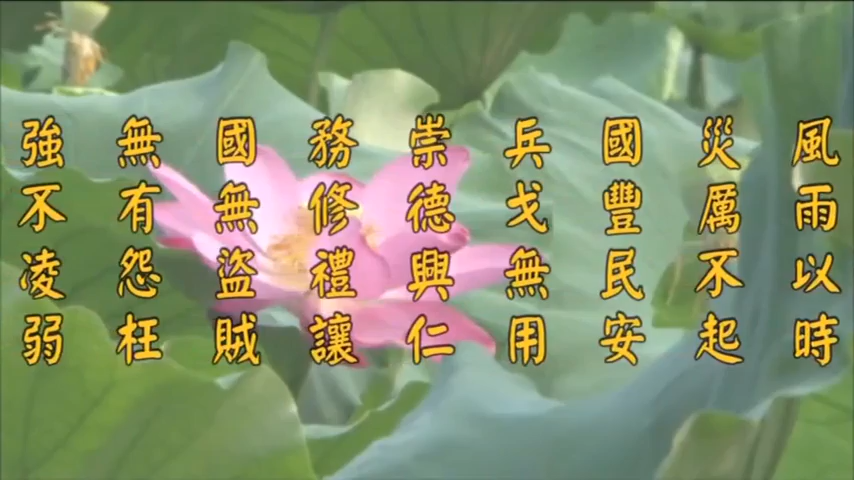 風雨以時
災厲不起
國豐民安
兵戈無用
崇德興仁
務修禮讓
國無盜賊
無有怨枉
強不凌弱